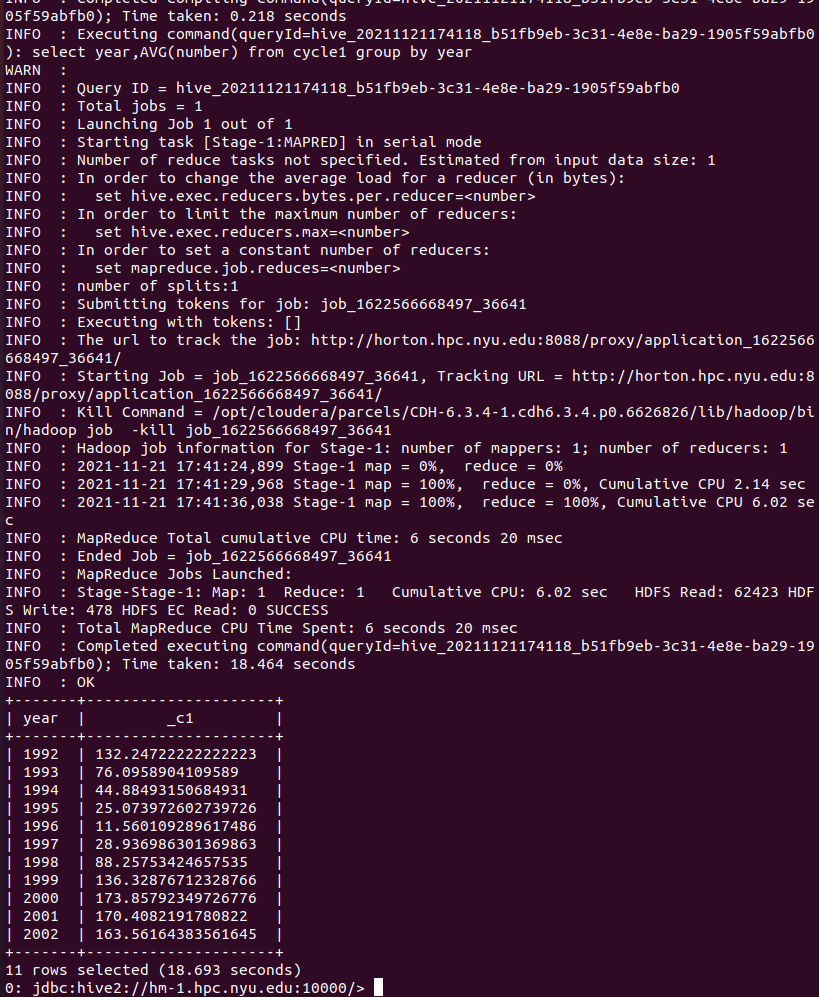 INFO  : Completed compiling command(queryId=hive_20211121174118_b51fb9eb-3c31-4e8e-ba29-19
05f59abfb0); Time taken: 0.218 seconds
INFO  : Executing command(queryId=hive_20211121174118_b51fb9eb-3c31-4e8e-ba29-1905f59abfb0
): select year,AVG(number) from cycle1 group by year
WARN  :
INFO  : Query ID = hive_20211121174118_b51fb9eb-3c31-4e8e-ba29-1905f59abfb0
INFO  : Total jobs = 1
INFO  : Launching Job 1 out of 1
INFO  : Starting task [Stage-1:MAPRED] in serial mode
INFO  : Number of reduce tasks not specified. Estimated from input data size: 1
INFO  : In order to change the average load for a reducer (in bytes):
INFO  :   set hive.exec.reducers.bytes.per.reducer=<number>
INFO  : In order to limit the maximum number of reducers:
INFO  :   set hive.exec.reducers.max=<number>
INFO  : In order to set a constant number of reducers:
INFO  :   set mapreduce.job.reduces=<number>
INFO  : number of splits:1
INFO  : Submitting tokens for job: job_1622566668497_36641
INFO  : Executing with tokens: []
INFO  : The url to track the job: http://horton.hpc.nyu.edu:8088/proxy/application_1622566
668497_36641/
INFO  : Starting Job = job_1622566668497_36641, Tracking URL = http://horton.hpc.nyu.edu:8
088/proxy/application_1622566668497_36641/
INFO  : Kill Command = /opt/cloudera/parcels/CDH-6.3.4-1.cdh6.3.4.p0.6626826/lib/hadoop/bi
n/hadoop job  -kill job_1622566668497_36641
INFO  : Hadoop job information for Stage-1: number of mappers: 1; number of reducers: 1
INFO  : 2021-11-21 17:41:24,899 Stage-1 map = 0%,  reduce = 0%
INFO  : 2021-11-21 17:41:29,968 Stage-1 map = 100%,  reduce = 0%, Cumulative CPU 2.14 sec
INFO  : 2021-11-21 17:41:36,038 Stage-1 map = 100%,  reduce = 100%, Cumulative CPU 6.02 se
c
INFO  : MapReduce Total cumulative CPU time: 6 seconds 20 msec
INFO  : Ended Job = job_1622566668497_36641
INFO  : MapReduce Jobs Launched:
INFO  : Stage-Stage-1: Map: 1  Reduce: 1   Cumulative CPU: 6.02 sec   HDFS Read: 62423 HDF
S Write: 478 HDFS EC Read: 0 SUCCESS
INFO  : Total MapReduce CPU Time Spent: 6 seconds 20 msec
INFO  : Completed executing command(queryId=hive_20211121174118_b51fb9eb-3c31-4e8e-ba29-19
05f59abfb0); Time taken: 18.464 seconds
INFO  : OK
+-------+---------------------+
| year  |         _c1         |
+-------+---------------------+
| 1992  | 132.24722222222223  |
| 1993  | 76.0958904109589    |
| 1994  | 44.88493150684931   |
| 1995  | 25.073972602739726  |
| 1996  | 11.560109289617486  |
| 1997  | 28.936986301369863  |
| 1998  | 88.25753424657535   |
| 1999  | 136.32876712328766  |
| 2000  | 173.85792349726776  |
| 2001  | 170.4082191780822   |
| 2002  | 163.56164383561645  |
+-------+---------------------+
11 rows selected (18.693 seconds)
0: jdbc:hive2://hm-1.hpc.nyu.edu:10000/>